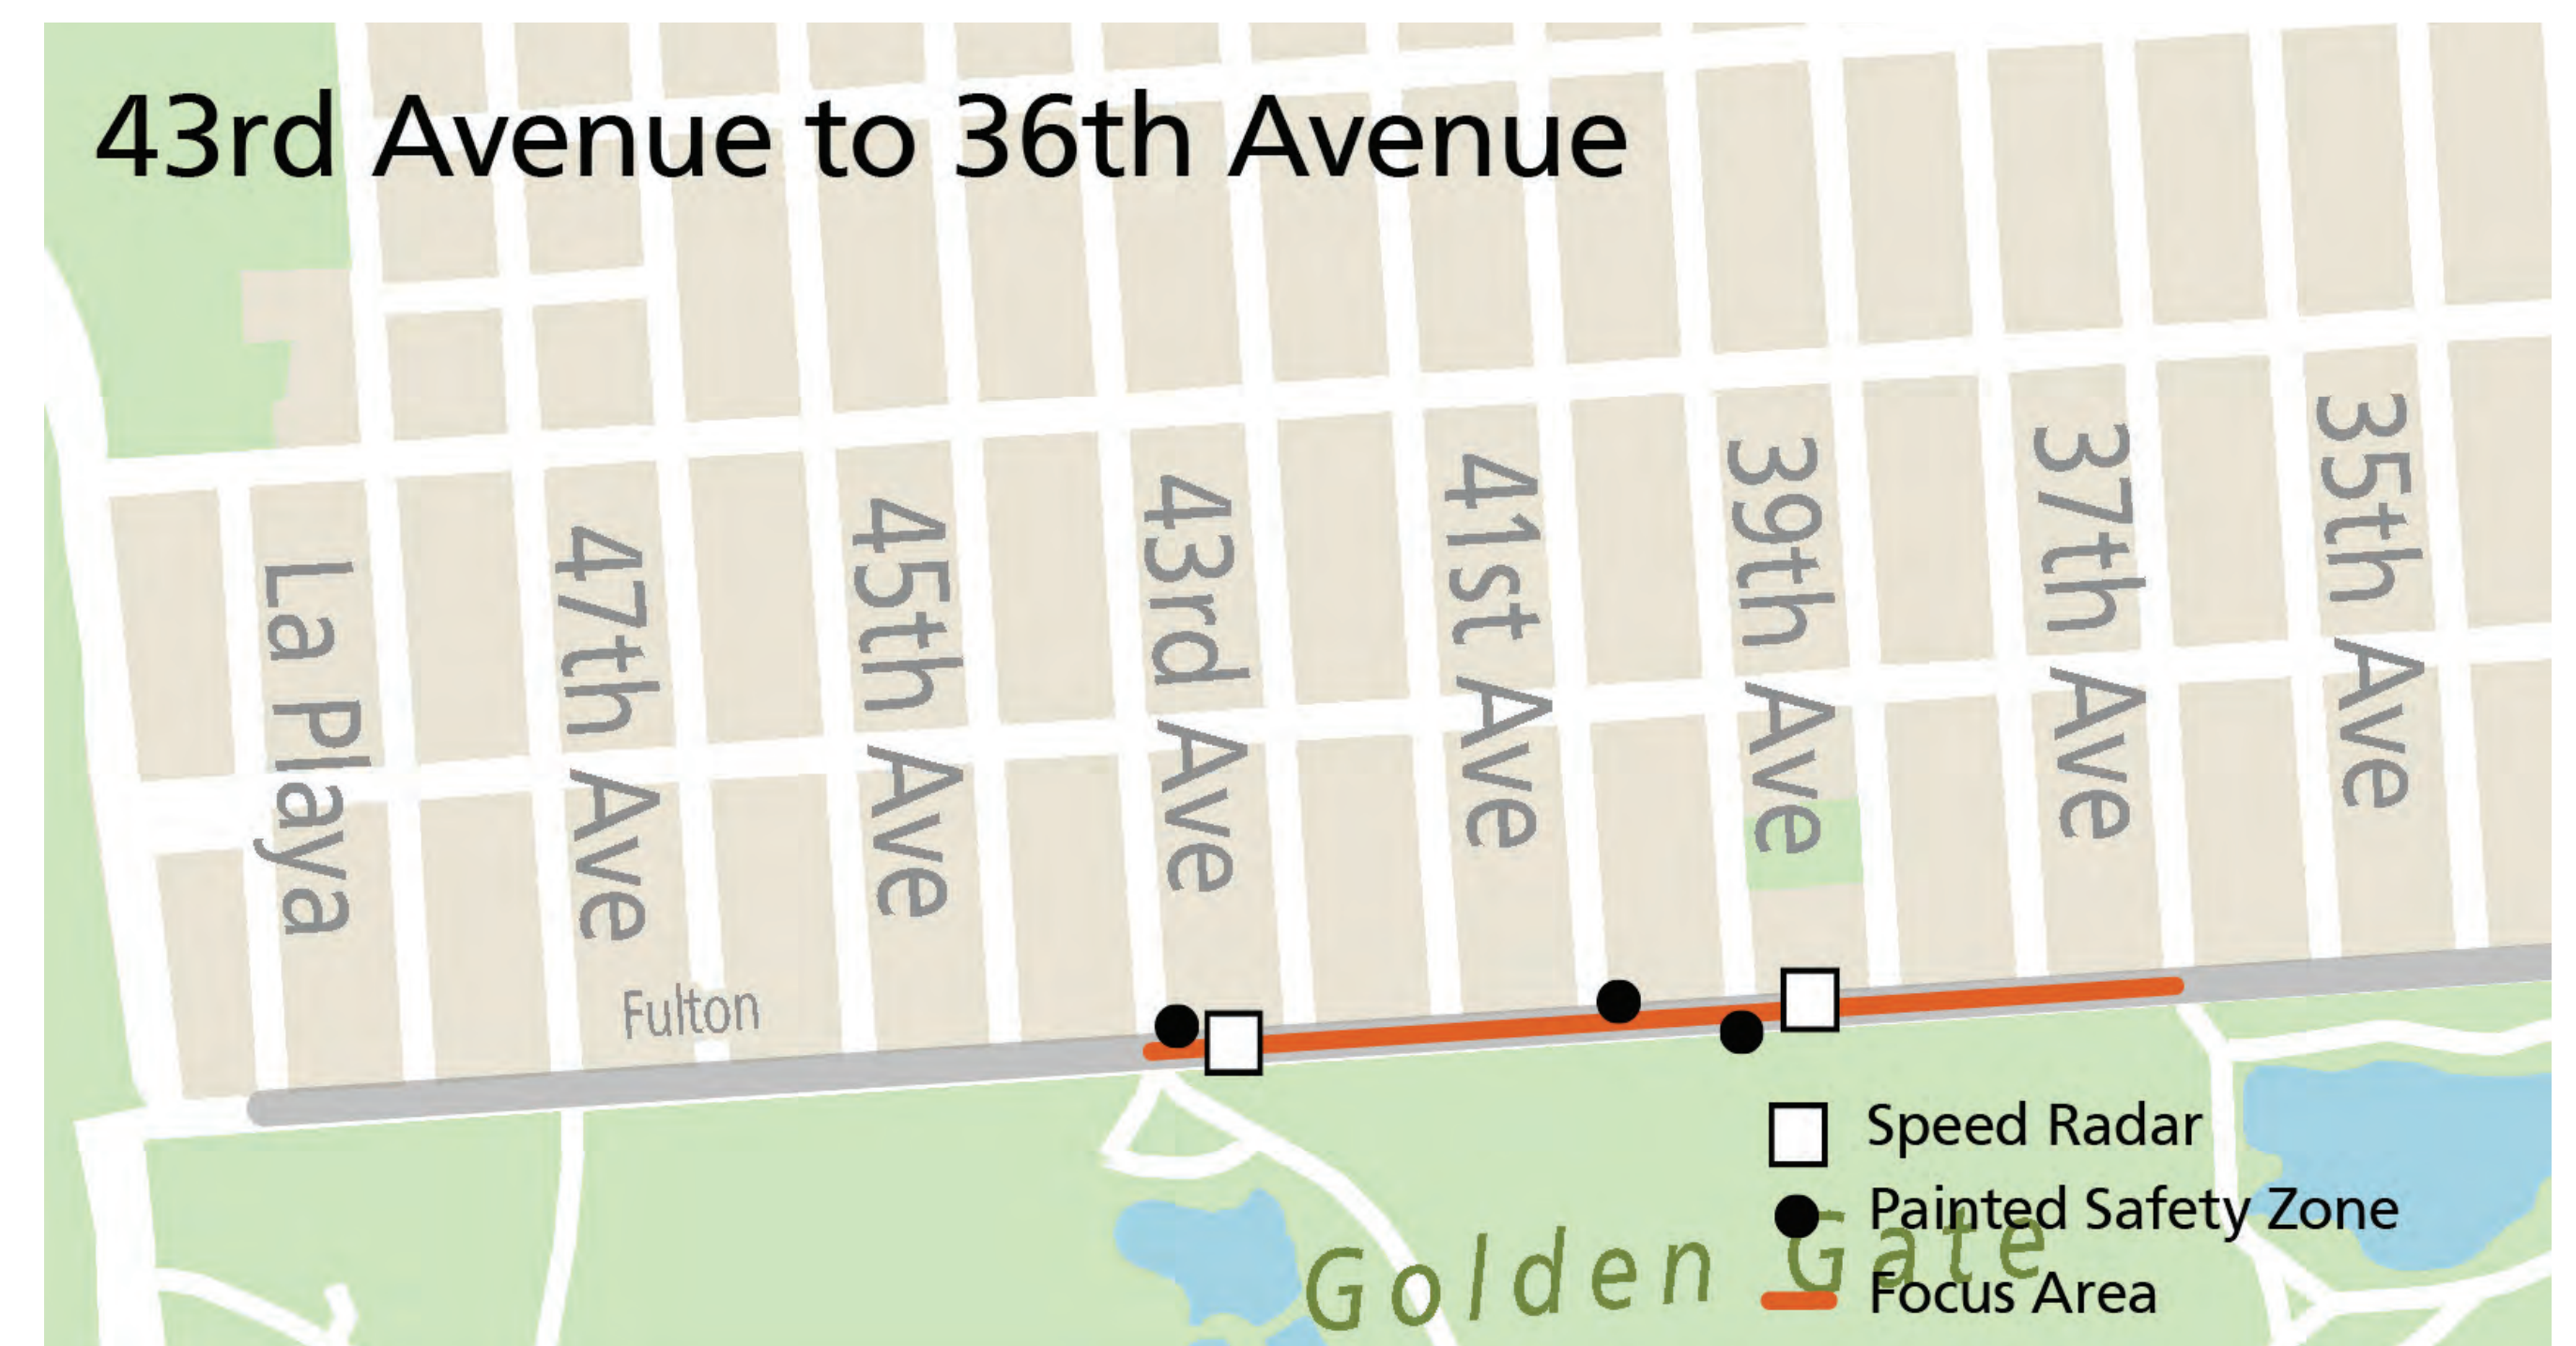 43rd Avenue to 36th Avenue
La Playa
47th Ave
45th Ave
43rd Ave
41st Ave
39th Ave
37th Ave
35th Ave
Fulton
Speed Radar
Painted Safety Zone
Focus Area
Golden Gate